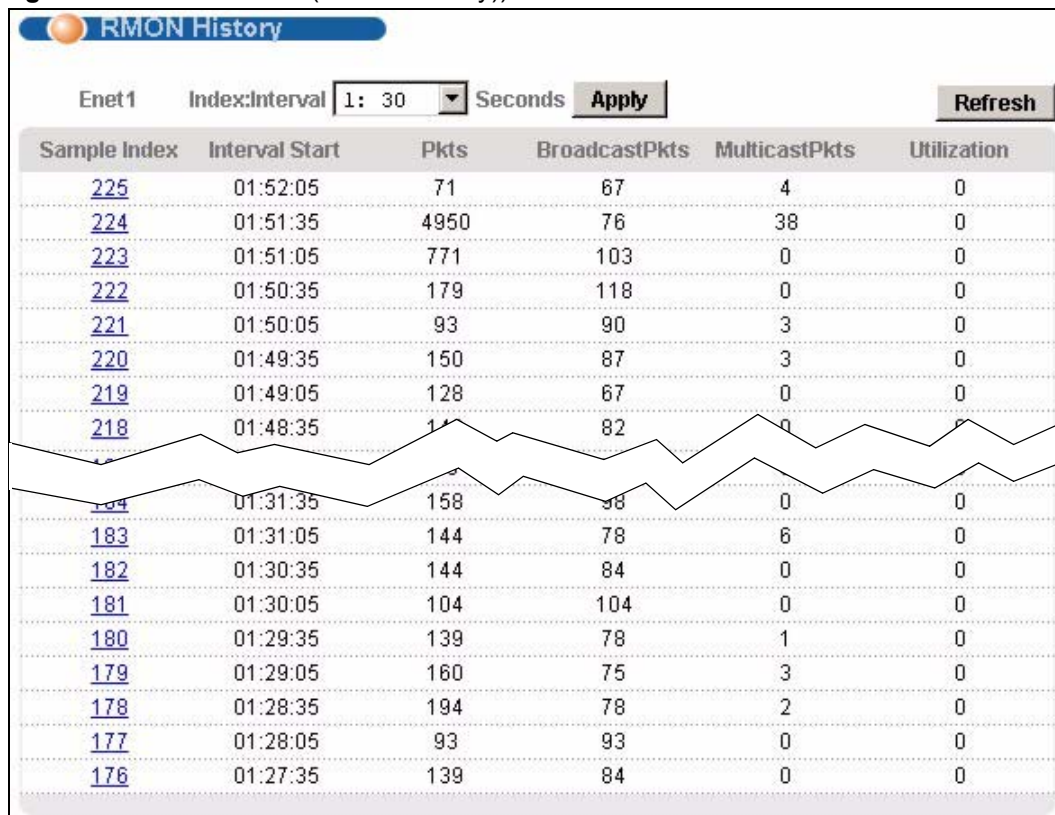 RMON History
Enet1 Index:Interval 1: 30 Seconds Apply Refresh
Sample Index Interval Start Pkts BroadcastPkts MulticastPkts Utilization
225 01:52:05 71 67 4 0
224 01:51:35 4950 76 38 0
223 01:51:05 771 103 0 0
222 01:50:35 179 118 0 0
221 01:50:05 93 90 3 0
220 01:49:35 150 87 3 0
219 01:49:05 128 67 0 0
218 01:48:35 82
01:31:35 158 0 0
183 01:31:05 144 78 6 0
182 01:30:35 144 84 0 0
181 01:30:05 104 104 0 0
180 01:29:35 139 78 1 0
179 01:29:05 160 75 3 0
178 01:28:35 194 78 2 0
177 01:28:05 93 93 0 0
176 01:27:35 139 84 0 0